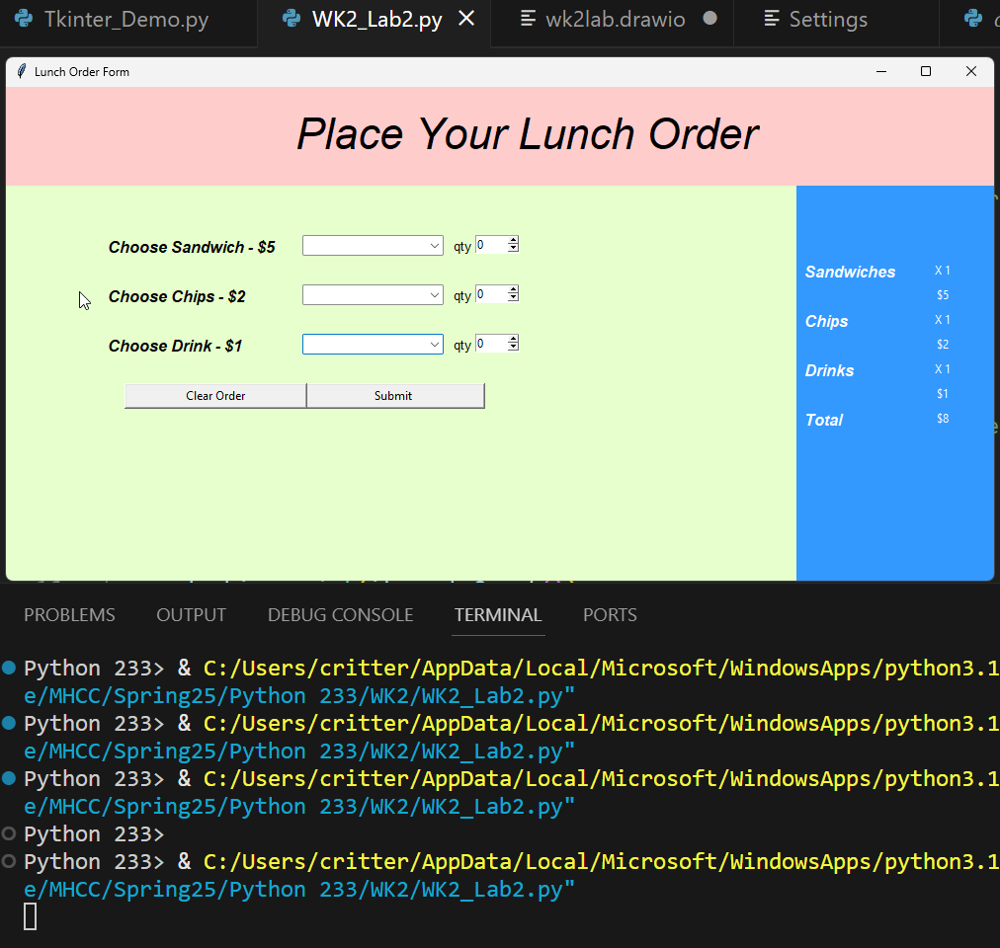 Tkinter_Demo.py WK2_Lab2.py wk2lab.drawio Settings
Lunch Order Form
Place Your Lunch Order
Choose Sandwich - $5 qty 0
Choose Chips - $2 qty 0
Choose Drink - $1 qty 0
Clear Order Submit
Sandwiches X 1
$5
Chips X 1
$2
Drinks X 1
$1
Total $8
PROBLEMS OUTPUT DEBUG CONSOLE TERMINAL PORTS
Python 233> & C:/Users/critter/AppData/Local/Microsoft/WindowsApps/python3.1
e/MHCC/Spring25/Python 233/WK2/WK2_Lab2.py"
Python 233> & C:/Users/critter/AppData/Local/Microsoft/WindowsApps/python3.1
e/MHCC/Spring25/Python 233/WK2/WK2_Lab2.py"
Python 233> & C:/Users/critter/AppData/Local/Microsoft/WindowsApps/python3.1
e/MHCC/Spring25/Python 233/WK2/WK2_Lab2.py"
Python 233>
Python 233> & C:/Users/critter/AppData/Local/Microsoft/WindowsApps/python3.1
e/MHCC/Spring25/Python 233/WK2/WK2_Lab2.py"